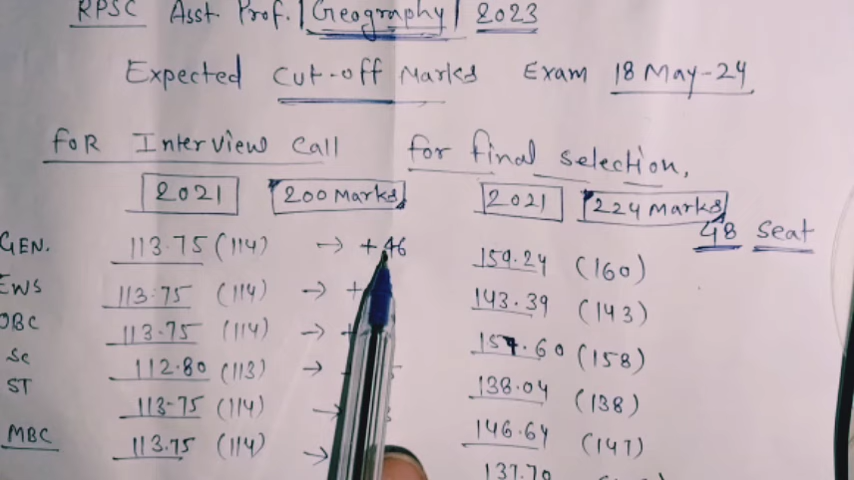 RPSC Asst. Prof. Geography 2023
Expected Cut-off Marks Exam 18 May-24
FOR Interview Call for final selection,
2021 200 Marks 2021 224 Marks
48 Seat
GEN. 113.75 (114) → +46 159.24 (160)
EWS 113.75 (114) → + 143.39 (143)
OBC 113.75 (114) → + 157.60 (158)
SC 112.80 (113) → 138.04 (138)
ST 113-75 (114) → 146.64 (147)
MBC 113.75 (114) → 137.70